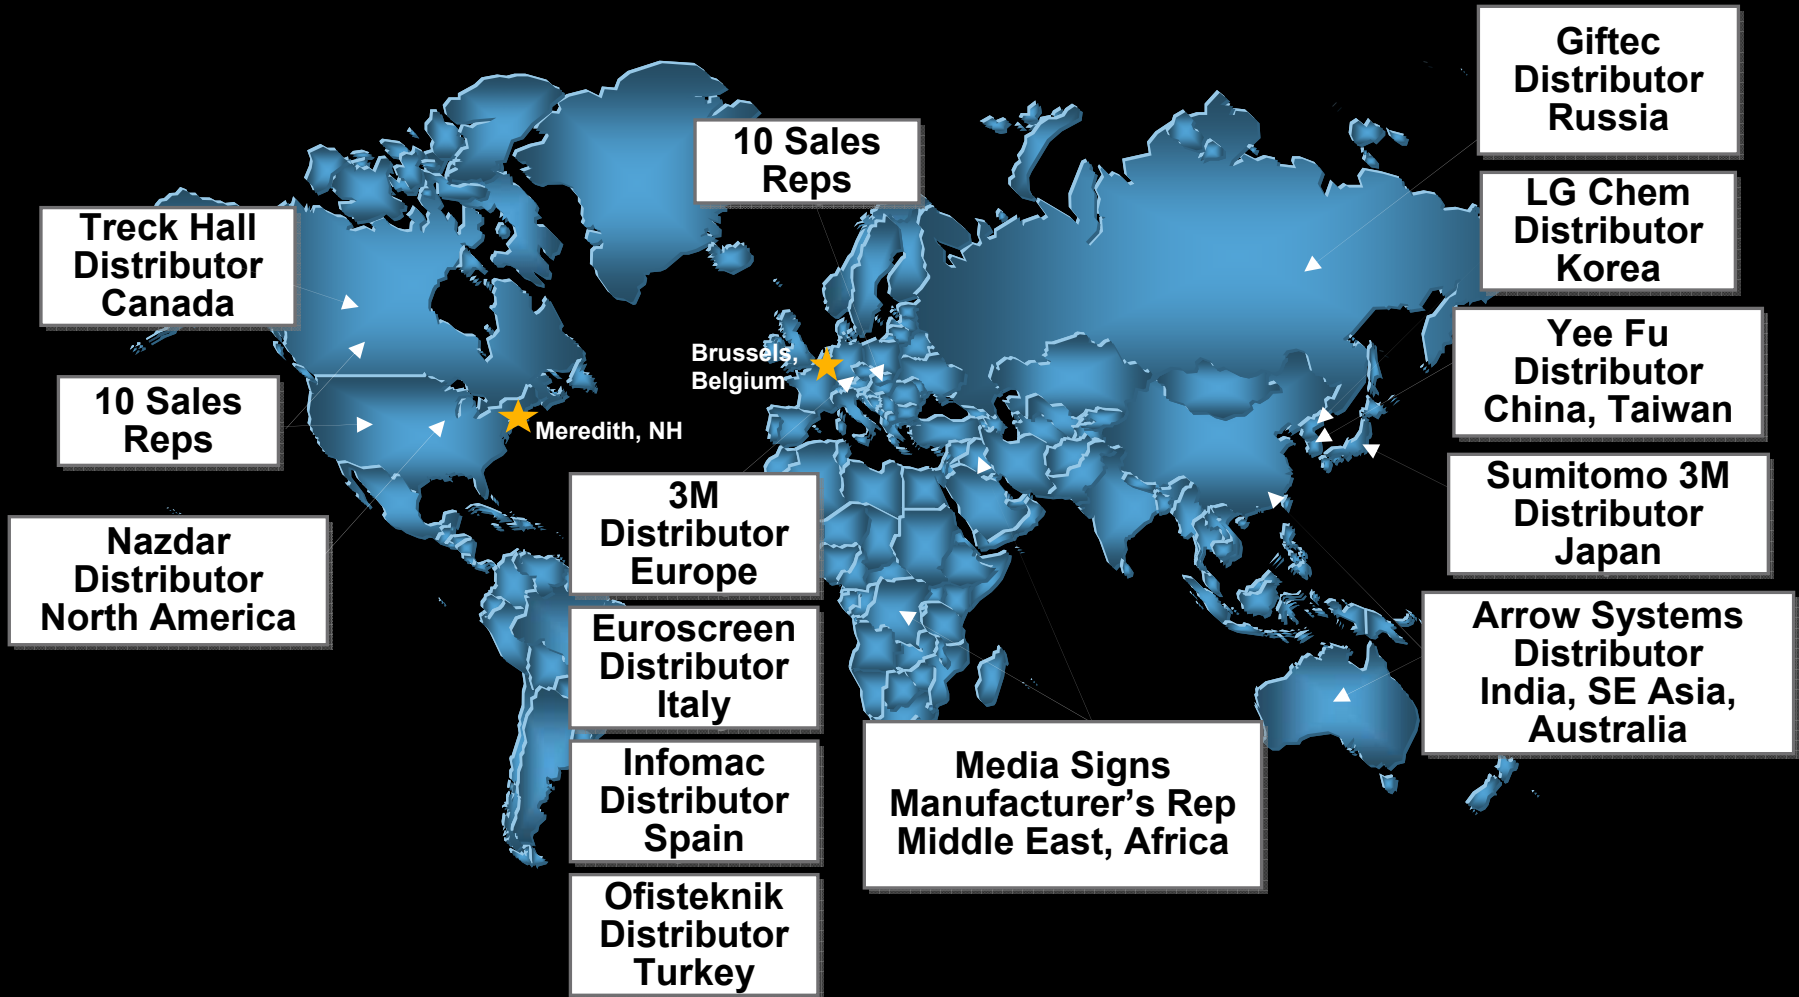 Giftec
Distributor
Russia
10 Sales
Reps
LG Chem
Distributor
Korea
Treck Hall
Distributor
Canada
Yee Fu
Distributor
China, Taiwan
Brussels,
Belgium
10 Sales
Reps
Meredith, NH
Sumitomo 3M
Distributor
Japan
3M
Distributor
Europe
Nazdar
Distributor
North America
Arrow Systems
Distributor
India, SE Asia,
Australia
Euroscreen
Distributor
Italy
Media Signs
Manufacturer’s Rep
Middle East, Africa
Infomac
Distributor
Spain
Ofisteknik
Distributor
Turkey